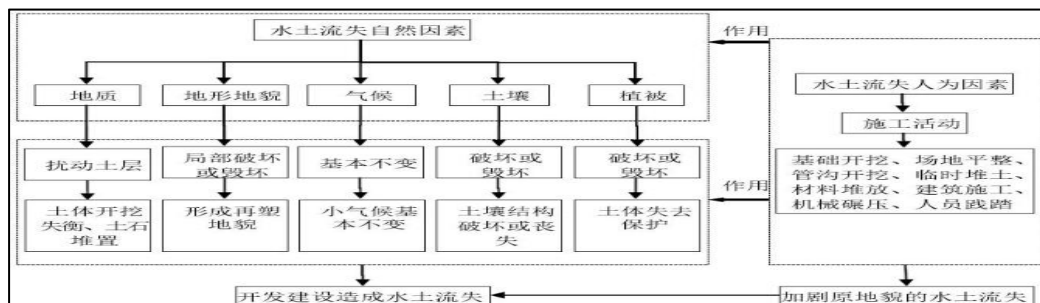 水土流失自然因素
作用
地质
地形地貌
气候
土壤
植被
水土流失人为因素
施工活动
扰动土层
局部破坏
或毁坏
基本不变
破坏或
毁坏
破坏或
毁坏
基础开挖、场地平整、
管沟开挖、临时堆土、
材料堆放、建筑施工、
机械碾压、人员践踏
作用
土体开挖
失衡、土石
堆置
形成再塑
地貌
小气候基
本不变
土壤结构
破坏或丧
失
土体失去
保护
开发建设造成水土流失
加剧原地貌的水土流失